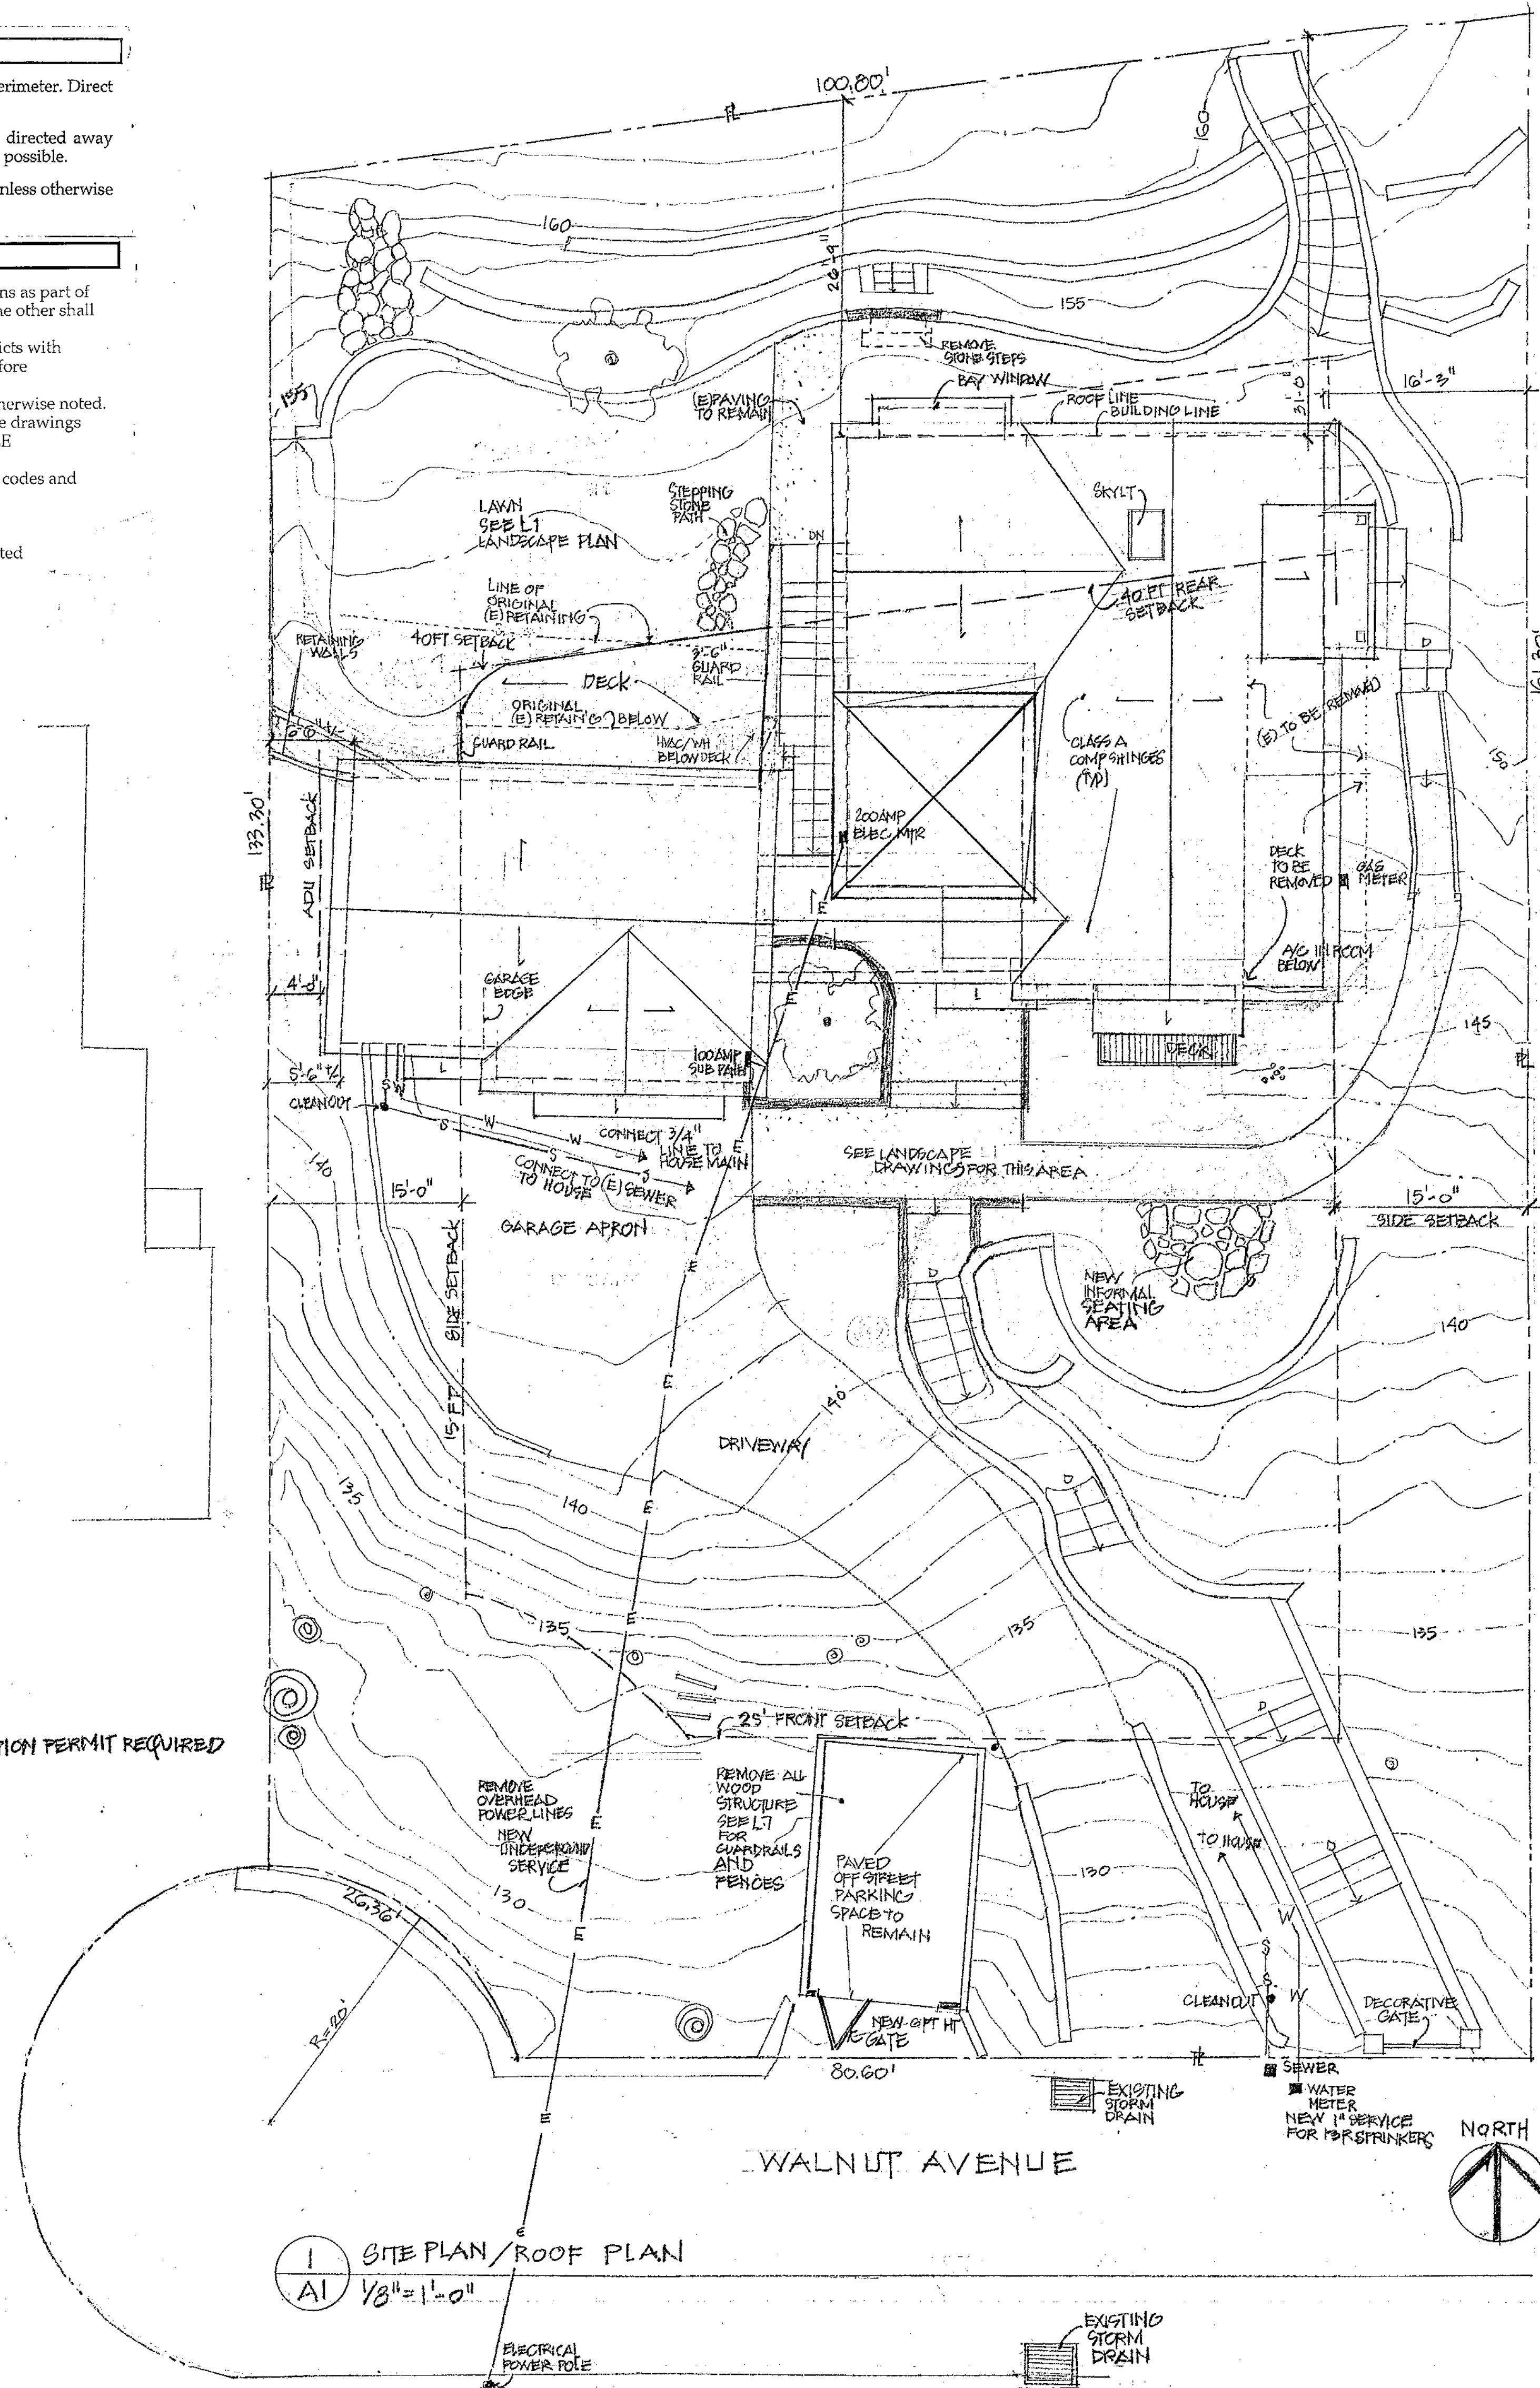 erimeter. Direct
directed away
possible.
nless otherwise
ns as part of
he other shall
icts with
fore
herwise noted.
e drawings
E
codes and
ted
TION PERMIT REQUIRED
100.80'
160
160
26'-9"
155
REMOVE
STONE STEPS
BAY WINDOW
ROOF LINE
BUILDING LINE
31'-0"
16'-3"
155
(E) PAVING
TO REMAIN
SKYLT
STEPPING
STONE
PATH
LAWN
SEE L1
LANDSCAPE PLAN
DN
LINE OF
ORIGINAL
(E) RETAINING
40 FT REAR
SETBACK
RETAINING
WALLS
40FT SETBACK
3'-6"
GUARD
RAIL
D
DECK
ORIGINAL
(E) RETAING BELOW
GUARD RAIL
HVAC/WH
BELOW DECK
(E) TO BE REMOVED
CLASS A
COMP SHINGES
(TYP)
133.30'
ADU SETBACK
200 AMP
ELEC MTR
DECK
TO BE
REMOVED
GAS
METER
E
A/C IN ROOM
BELOW
4'-0"
GARAGE
EDGE
E
L
145
100 AMP
SUB PANEL
DECK
5'-6" +/-
L
CLEANOUT
S W
W
S
W
CONNECT 3/4"
LINE TO E
HOUSE MAIN
S
S
CONNECT TO (E) SEWER
TO HOUSE
SEE LANDSCAPE L1
DRAWINGS FOR THIS AREA
140
15'-0"
15'-0"
SIDE SETBACK
GARAGE APRON
E
D
NEW
INFORMAL
SEATING
AREA
15 FT SIDE SETBACK
140
E
140
DRIVEWAY
D
135
140
E
135
E
135
135
25' FRONT SETBACK
D
REMOVE
OVERHEAD
POWER LINES
NEW
UNDERGROUND
SERVICE
E
REMOVE ALL
WOOD
STRUCTURE
SEE L7
FOR
GUARDRAILS
AND
FENCES
PAVED
OFF STREET
PARKING
SPACE TO
REMAIN
TO
HOUSE
TO HOUSE
D
130
130
26.36'
E
W
S
S
W
CLEANOUT
DECORATIVE
GATE
R=20'
NEW 6FT HT
GATE
80.60'
SEWER
WATER
METER
NEW 1" SERVICE
FOR 13R SPRINKERS
EXISTING
STORM
DRAIN
E
NORTH
WALNUT AVENUE
E
1
A1
SITE PLAN/ROOF PLAN
1/8"=1'-0"
EXISTING
STORM
DRAIN
ELECTRICAL
POWER POLE